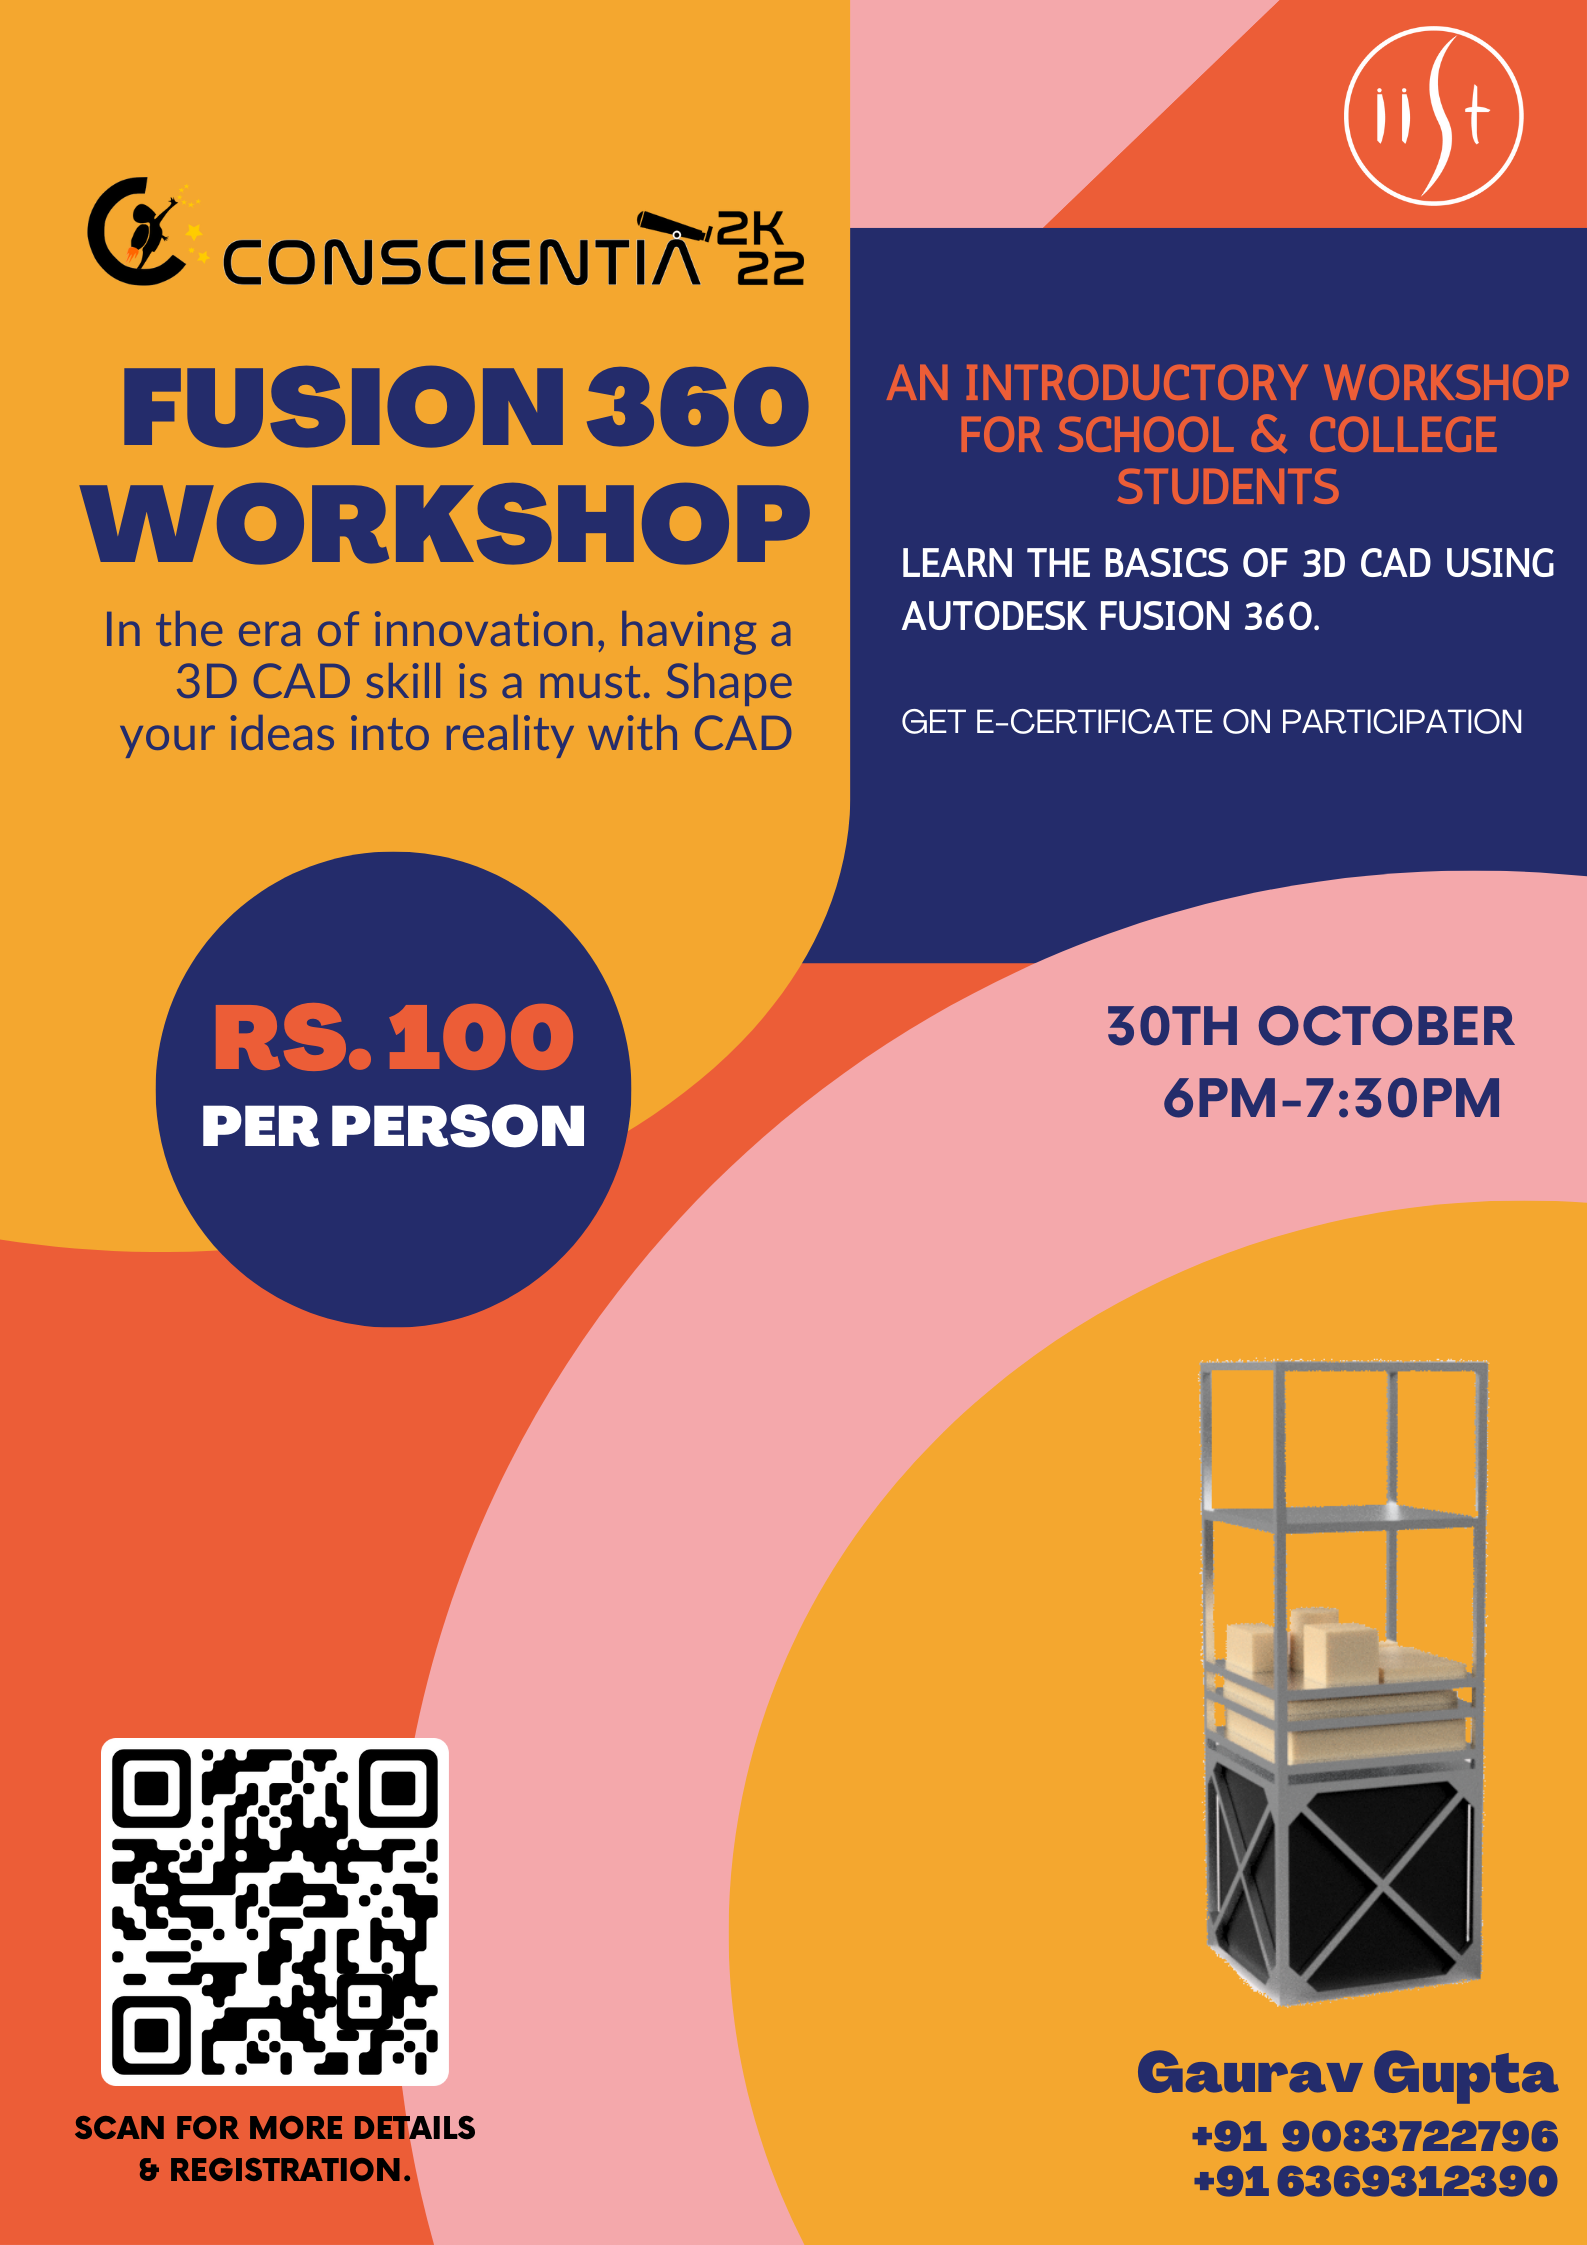 iist
CONSCIENTIA 2K
22
FUSION 360
WORKSHOP
In the era of innovation, having a
3D CAD skill is a must. Shape
your ideas into reality with CAD
AN INTRODUCTORY WORKSHOP
FOR SCHOOL & COLLEGE
STUDENTS
LEARN THE BASICS OF 3D CAD USING
AUTODESK FUSION 360.
GET E-CERTIFICATE ON PARTICIPATION
RS. 100
PER PERSON
30TH OCTOBER
6PM-7:30PM
SCAN FOR MORE DETAILS
& REGISTRATION.
Gaurav Gupta
+91 9083722796
+91 6369312390